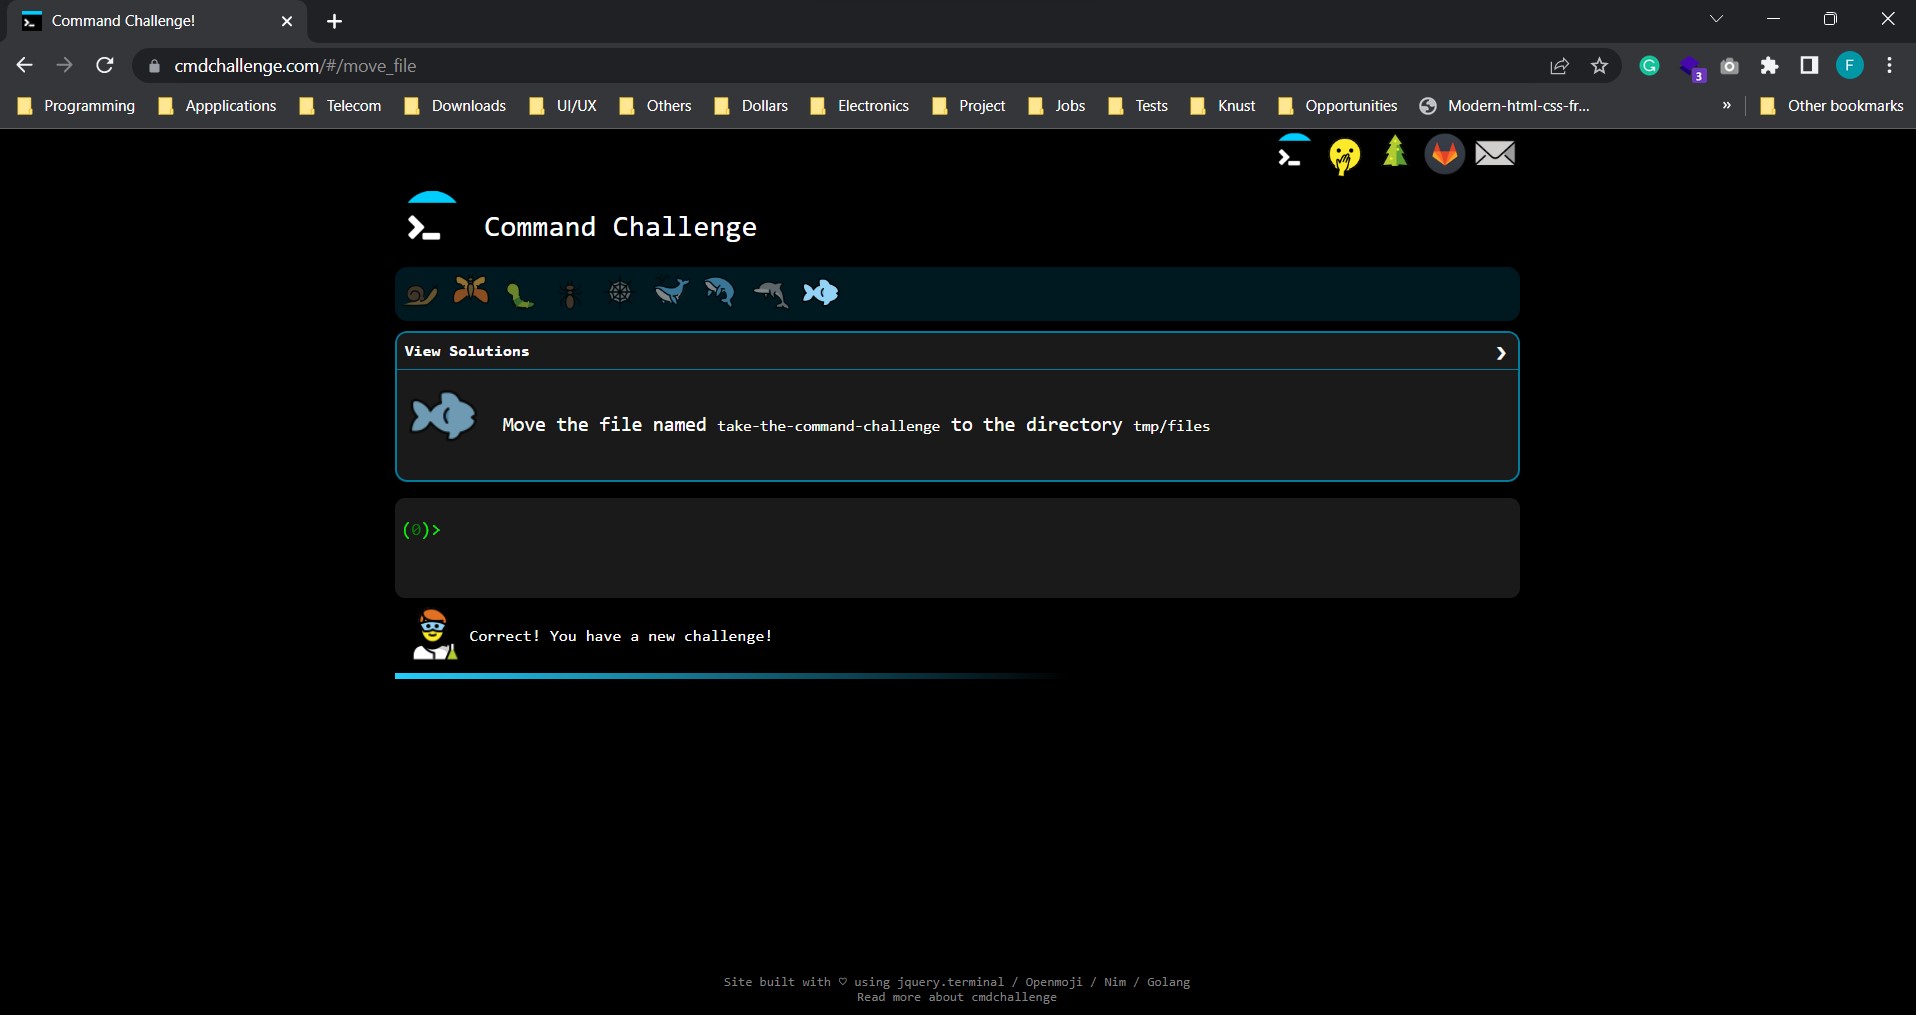 Command Challenge!
cmdchallenge.com/#/move_file
G
3
F
Programming
Appplications
Telecom
Downloads
UI/UX
Others
Dollars
Electronics
Project
Jobs
Tests
Knust
Opportunities
Modern-html-css-fr...
»
Other bookmarks
Command Challenge
View Solutions
Move the file named take-the-command-challenge to the directory tmp/files
(0)>
Correct! You have a new challenge!
Site built with ♡ using jquery.terminal / Openmoji / Nim / Golang
Read more about cmdchallenge